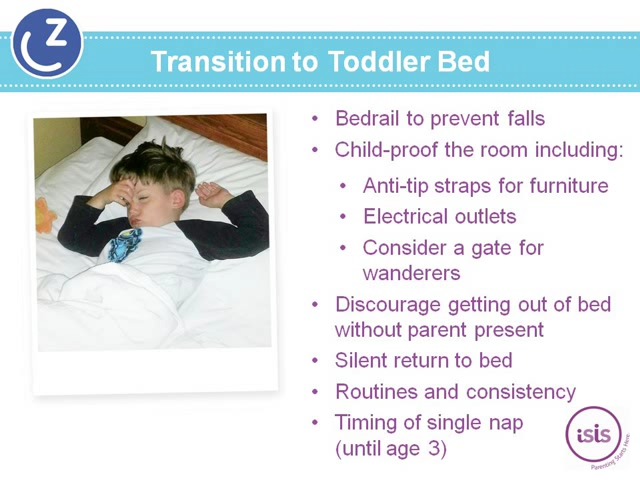 Z
Transition to Toddler Bed
• Bedrail to prevent falls
• Child-proof the room including:
• Anti-tip straps for furniture
• Electrical outlets
• Consider a gate for
wanderers
• Discourage getting out of bed
without parent present
• Silent return to bed
• Routines and consistency
• Timing of single nap
(until age 3)
isis
Parenting Starts Here.